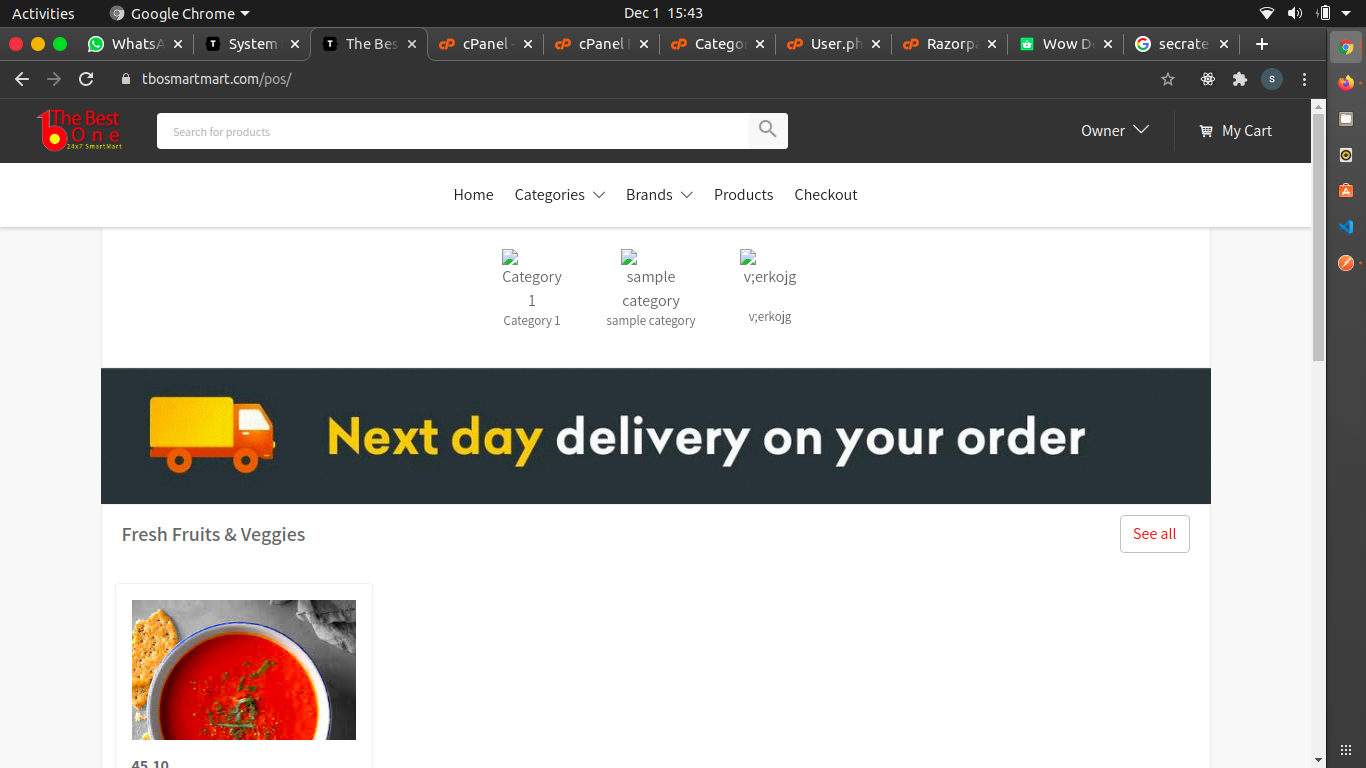 Activities
Google Chrome
Dec 1 15:43
WhatsA
System
The Bes
cPanel -
cPanel F
Catego
User.ph
Razorpa
Wow D
secrate
tbosmartmart.com/pos/
S
The Best
One
24x7 SmartMart
Search for products
Owner
My Cart
Home
Categories
Brands
Products
Checkout
Category
1
Category 1
sample
category
sample category
v;erkojg
v;erkojg
Next day delivery on your order
Fresh Fruits & Veggies
See all
45.10